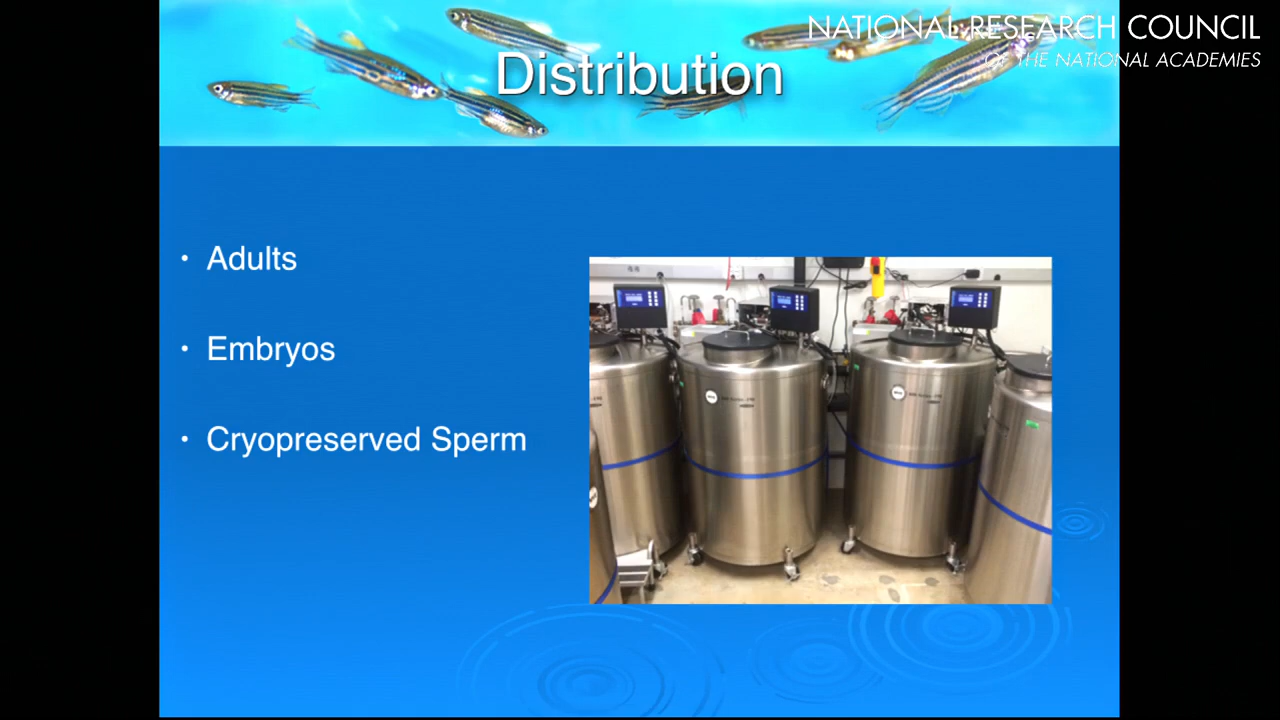 NATIONAL RESEARCH COUNCIL
OF THE NATIONAL ACADEMIES
Distribution
• Adults
• Embryos
• Cryopreserved Sperm